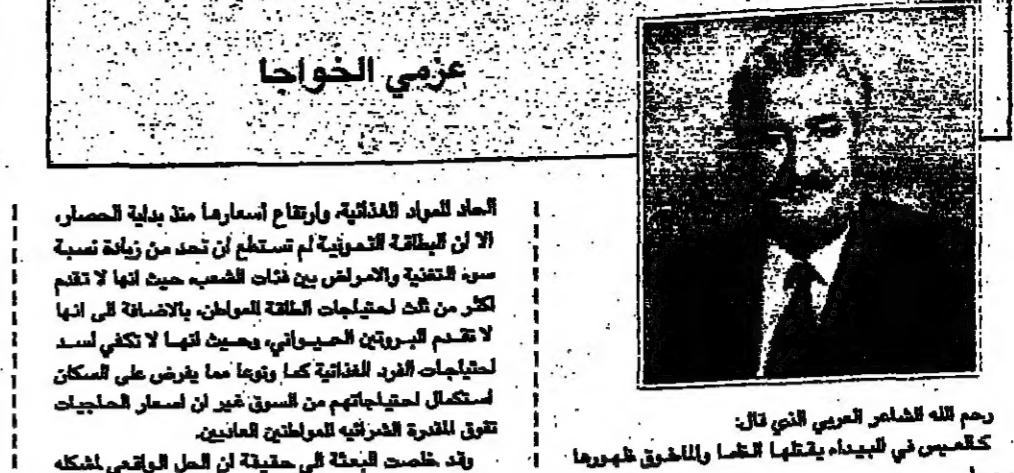 عزمي الخواجا
رحم الله الشاعر العربي الذي قال:
كالعيس في البيداء يقتلها الظما والماء فوق ظهورها
الحاد للمواد الغذائية، وارتفاع اسعارها منذ بداية الحصار،
الا ان البطاقة التموينية لم تستطع ان تحد من زيادة نسبة
سوء التغذية والامراض بين فئات الشعب، حيث انها لا تقدم
اكثر من ثلث احتياجات الطاقة للمواطن، بالاضافة الى انها
لا تقدم البروتين الحيواني، وحيث انها لا تكفي لسد
احتياجات الفرد الغذائية كما ونوعا مما يفرض على السكان
استكمال احتياجاتهم من السوق غير ان اسعار الحاجيات
تفوق المقدرة الشرائيه للمواطنين العاديين.
وقد خلصت البعثة الى حقيقة ان الحل الواقعي لمشكله